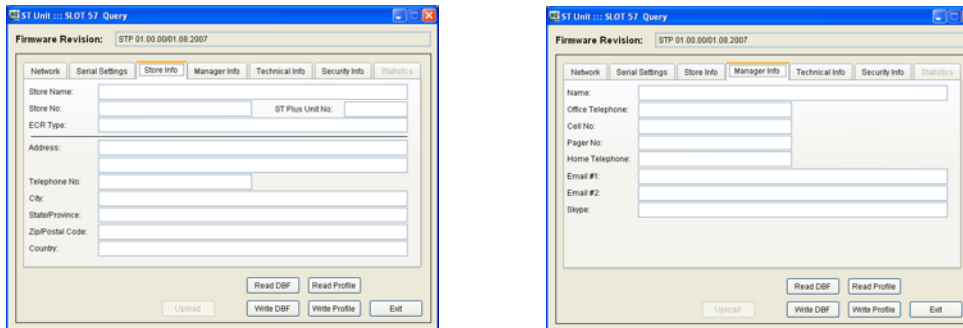 ST Unit ::: SLOT 57 Query
Firmware Revision: STP 01.00.00/01.08.2007
Network Serial Settings Store Info Manager Info Technical Info Security Info Statistics
Store Name:
Store No: ST Plus Unit No:
ECR Type:
Address:
Telephone No:
City:
State/Province:
Zip/Postal Code:
Country:
Read DBF Read Profile
Upload Write DBF Write Profile Exit
ST Unit ::: SLOT 57 Query
Firmware Revision: STP 01.00.00/01.08.2007
Network Serial Settings Store Info Manager Info Technical Info Security Info Statistics
Name:
Office Telephone:
Cell No:
Pager No:
Home Telephone:
Email #1:
Email #2:
Skype:
Read DBF Read Profile
Upload Write DBF Write Profile Exit